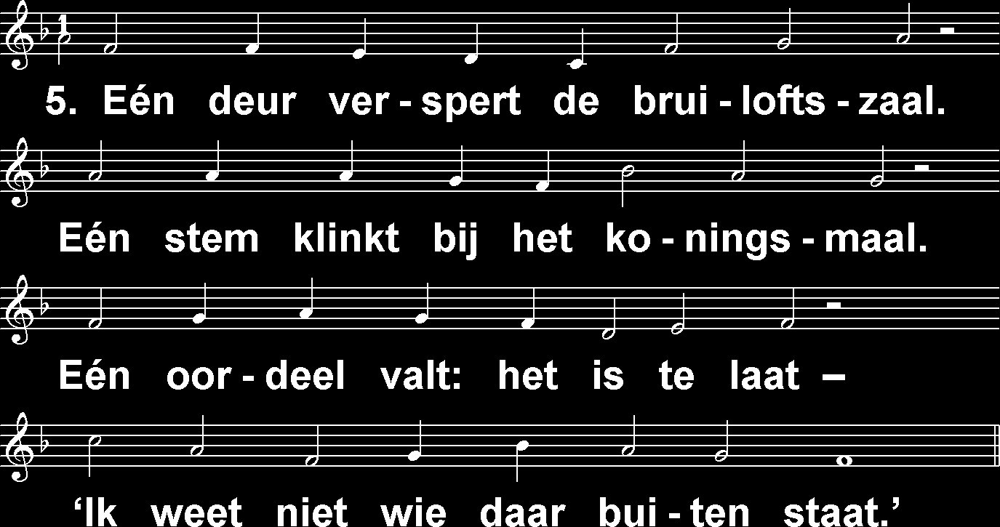 5. Eén deur ver - spert de brui - lofts - zaal.
Eén stem klinkt bij het ko - nings - maal.
Eén oor - deel valt: het is te laat –
‘Ik weet niet wie daar bui - ten staat.’